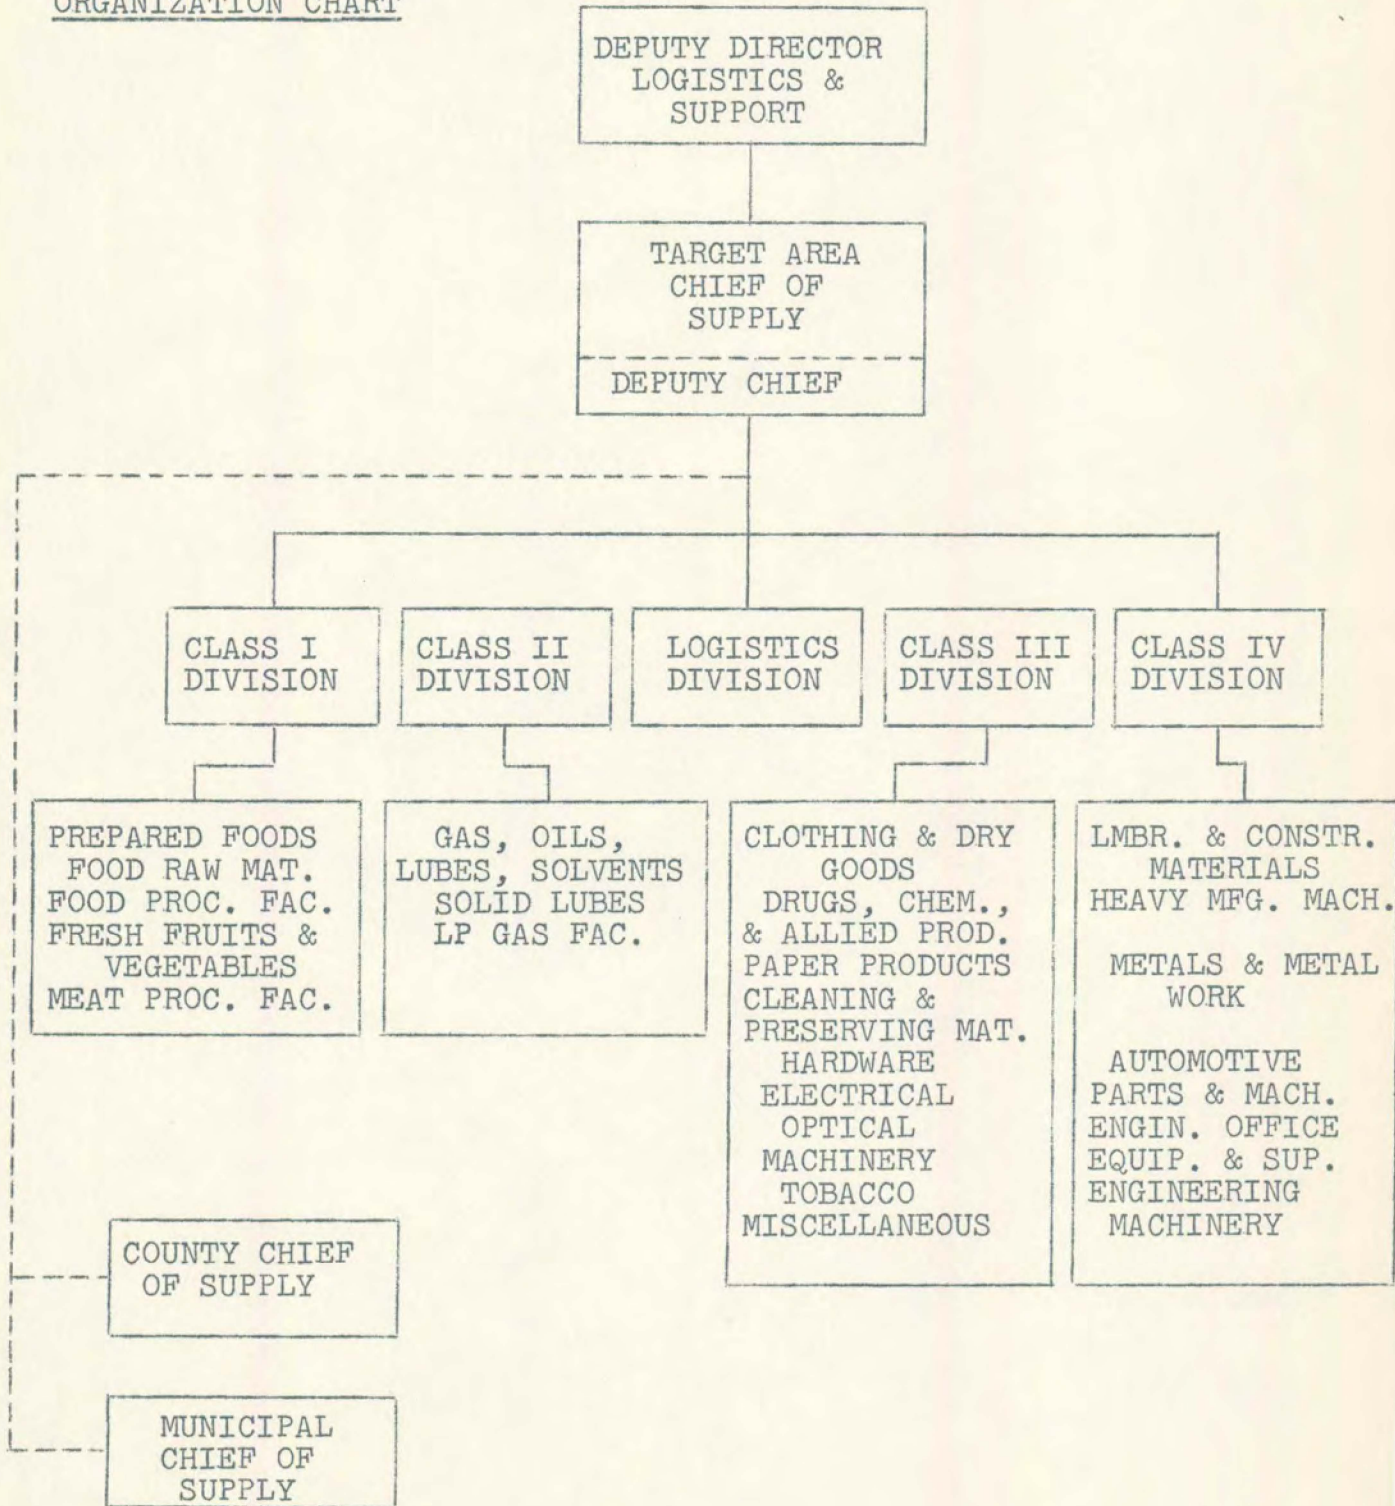 ORGANIZATION CHART
DEPUTY DIRECTOR
LOGISTICS &
SUPPORT
TARGET AREA
CHIEF OF
SUPPLY
DEPUTY CHIEF
CLASS I
DIVISION
CLASS II
DIVISION
LOGISTICS
DIVISION
CLASS III
DIVISION
CLASS IV
DIVISION
PREPARED FOODS
FOOD RAW MAT.
FOOD PROC. FAC.
FRESH FRUITS &
VEGETABLES
MEAT PROC. FAC.
GAS, OILS,
LUBES, SOLVENTS
SOLID LUBES
LP GAS FAC.
CLOTHING & DRY
GOODS
DRUGS, CHEM.,
& ALLIED PROD.
PAPER PRODUCTS
CLEANING &
PRESERVING MAT.
HARDWARE
ELECTRICAL
OPTICAL
MACHINERY
TOBACCO
MISCELLANEOUS
LMBR. & CONSTR.
MATERIALS
HEAVY MFG. MACH.
METALS & METAL
WORK
AUTOMOTIVE
PARTS & MACH.
ENGIN. OFFICE
EQUIP. & SUP.
ENGINEERING
MACHINERY
COUNTY CHIEF
OF SUPPLY
MUNICIPAL
CHIEF OF
SUPPLY